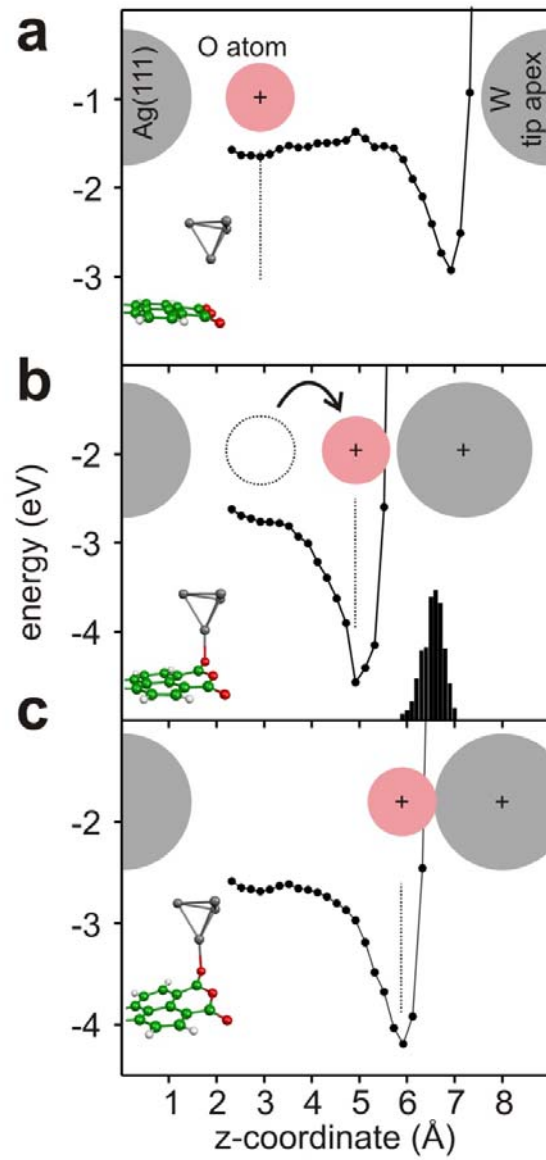 a
O atom
Ag(111)
W
tip apex
-1
-2
-3
b
-2
-3
-4
energy (eV)
c
-2
-3
-4
1 2 3 4 5 6 7 8
z-coordinate (Å)